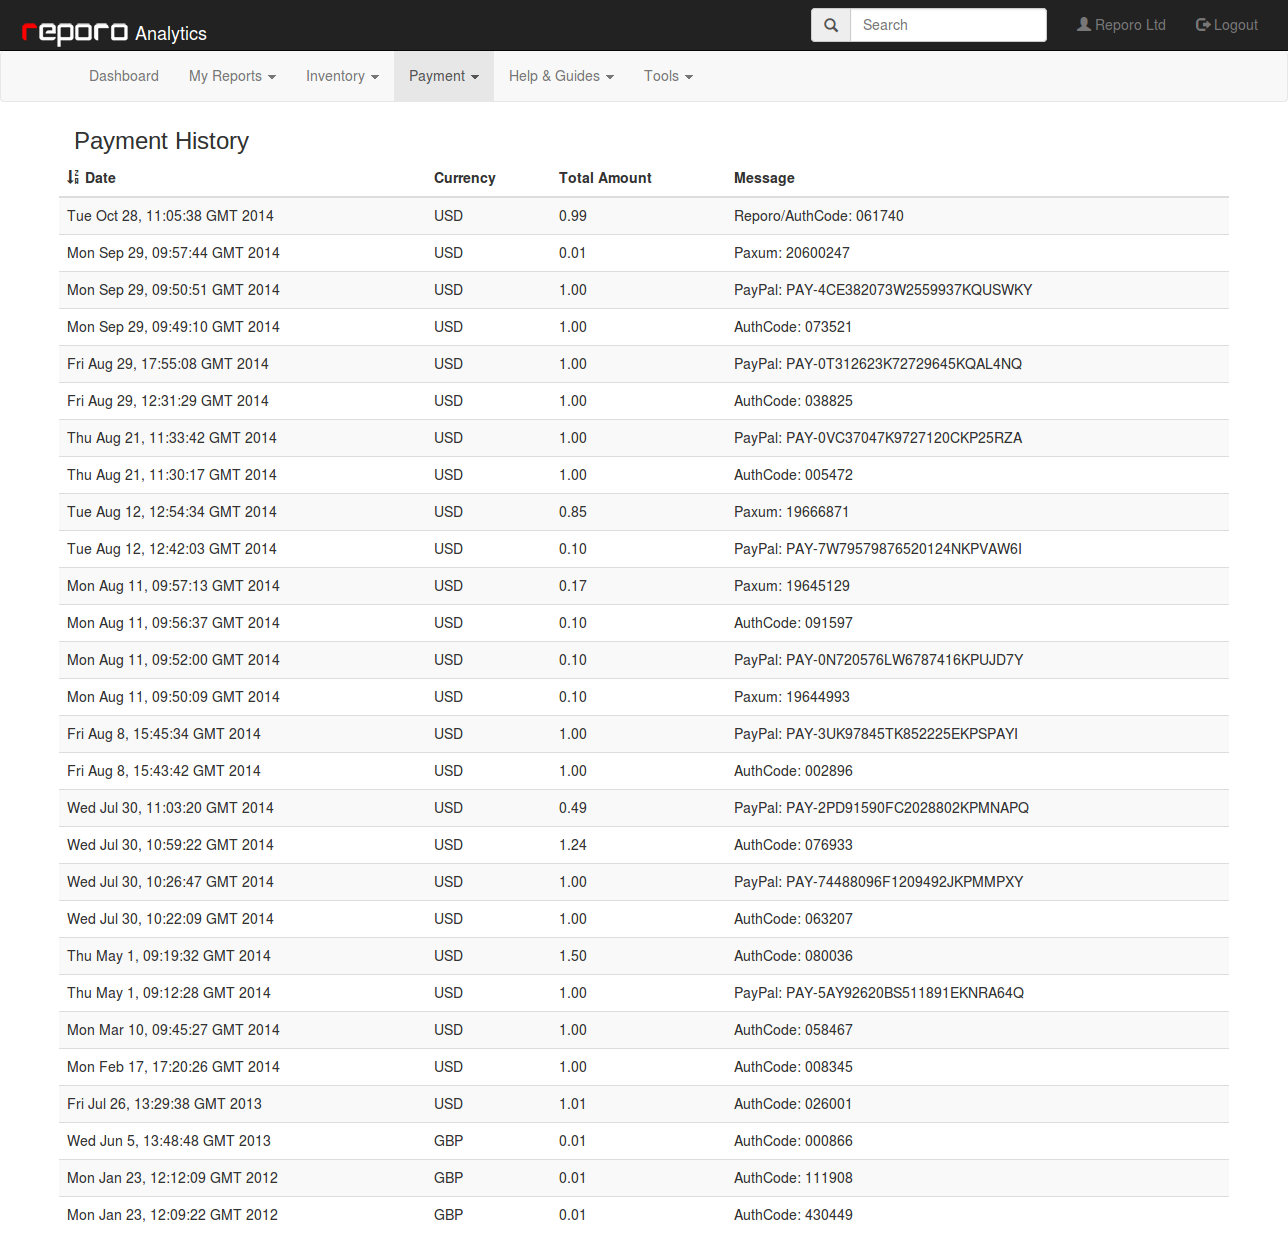 reporo Analytics Search Reporo Ltd Logout
Dashboard My Reports Inventory Payment Help & Guides Tools
Payment History
Date Currency Total Amount Message
Tue Oct 28, 11:05:38 GMT 2014 USD 0.99 Reporo/AuthCode: 061740
Mon Sep 29, 09:57:44 GMT 2014 USD 0.01 Paxum: 20600247
Mon Sep 29, 09:50:51 GMT 2014 USD 1.00 PayPal: PAY-4CE382073W2559937KQUSWKY
Mon Sep 29, 09:49:10 GMT 2014 USD 1.00 AuthCode: 073521
Fri Aug 29, 17:55:08 GMT 2014 USD 1.00 PayPal: PAY-0T312623K72729645KQAL4NQ
Fri Aug 29, 12:31:29 GMT 2014 USD 1.00 AuthCode: 038825
Thu Aug 21, 11:33:42 GMT 2014 USD 1.00 PayPal: PAY-0VC37047K9727120CKP25RZA
Thu Aug 21, 11:30:17 GMT 2014 USD 1.00 AuthCode: 005472
Tue Aug 12, 12:54:34 GMT 2014 USD 0.85 Paxum: 19666871
Tue Aug 12, 12:42:03 GMT 2014 USD 0.10 PayPal: PAY-7W79579876520124NKPVAW6I
Mon Aug 11, 09:57:13 GMT 2014 USD 0.17 Paxum: 19645129
Mon Aug 11, 09:56:37 GMT 2014 USD 0.10 AuthCode: 091597
Mon Aug 11, 09:52:00 GMT 2014 USD 0.10 PayPal: PAY-0N720576LW6787416KPUJD7Y
Mon Aug 11, 09:50:09 GMT 2014 USD 0.10 Paxum: 19644993
Fri Aug 8, 15:45:34 GMT 2014 USD 1.00 PayPal: PAY-3UK97845TK852225EKPSPAYI
Fri Aug 8, 15:43:42 GMT 2014 USD 1.00 AuthCode: 002896
Wed Jul 30, 11:03:20 GMT 2014 USD 0.49 PayPal: PAY-2PD91590FC2028802KPMNAPQ
Wed Jul 30, 10:59:22 GMT 2014 USD 1.24 AuthCode: 076933
Wed Jul 30, 10:26:47 GMT 2014 USD 1.00 PayPal: PAY-74488096F1209492JKPMMPXY
Wed Jul 30, 10:22:09 GMT 2014 USD 1.00 AuthCode: 063207
Thu May 1, 09:19:32 GMT 2014 USD 1.50 AuthCode: 080036
Thu May 1, 09:12:28 GMT 2014 USD 1.00 PayPal: PAY-5AY92620BS511891EKNRA64Q
Mon Mar 10, 09:45:27 GMT 2014 USD 1.00 AuthCode: 058467
Mon Feb 17, 17:20:26 GMT 2014 USD 1.00 AuthCode: 008345
Fri Jul 26, 13:29:38 GMT 2013 USD 1.01 AuthCode: 026001
Wed Jun 5, 13:48:48 GMT 2013 GBP 0.01 AuthCode: 000866
Mon Jan 23, 12:12:09 GMT 2012 GBP 0.01 AuthCode: 111908
Mon Jan 23, 12:09:22 GMT 2012 GBP 0.01 AuthCode: 430449